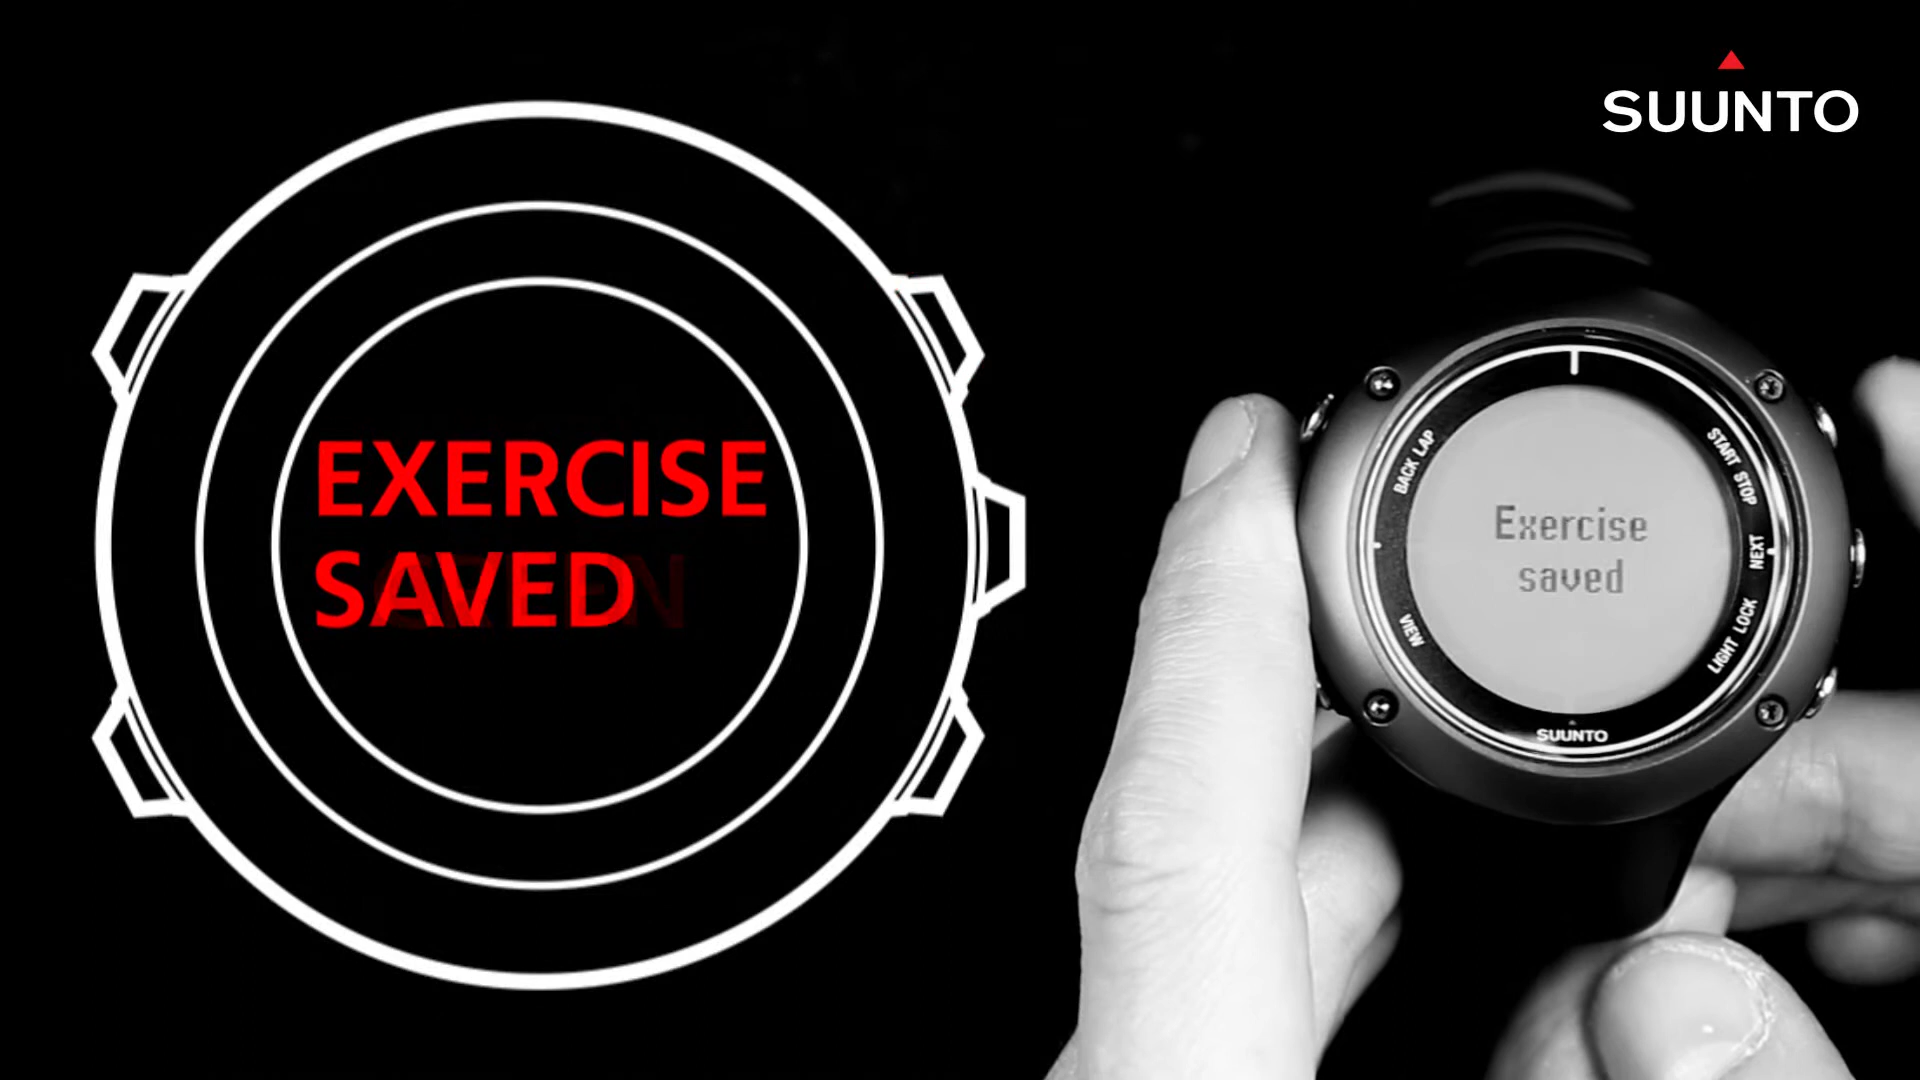 SUUNTO
EXERCISE
SAVED
BACK LAP
START STOP
Exercise
saved
NEXT
VIEW
LIGHT LOCK
SUUNTO